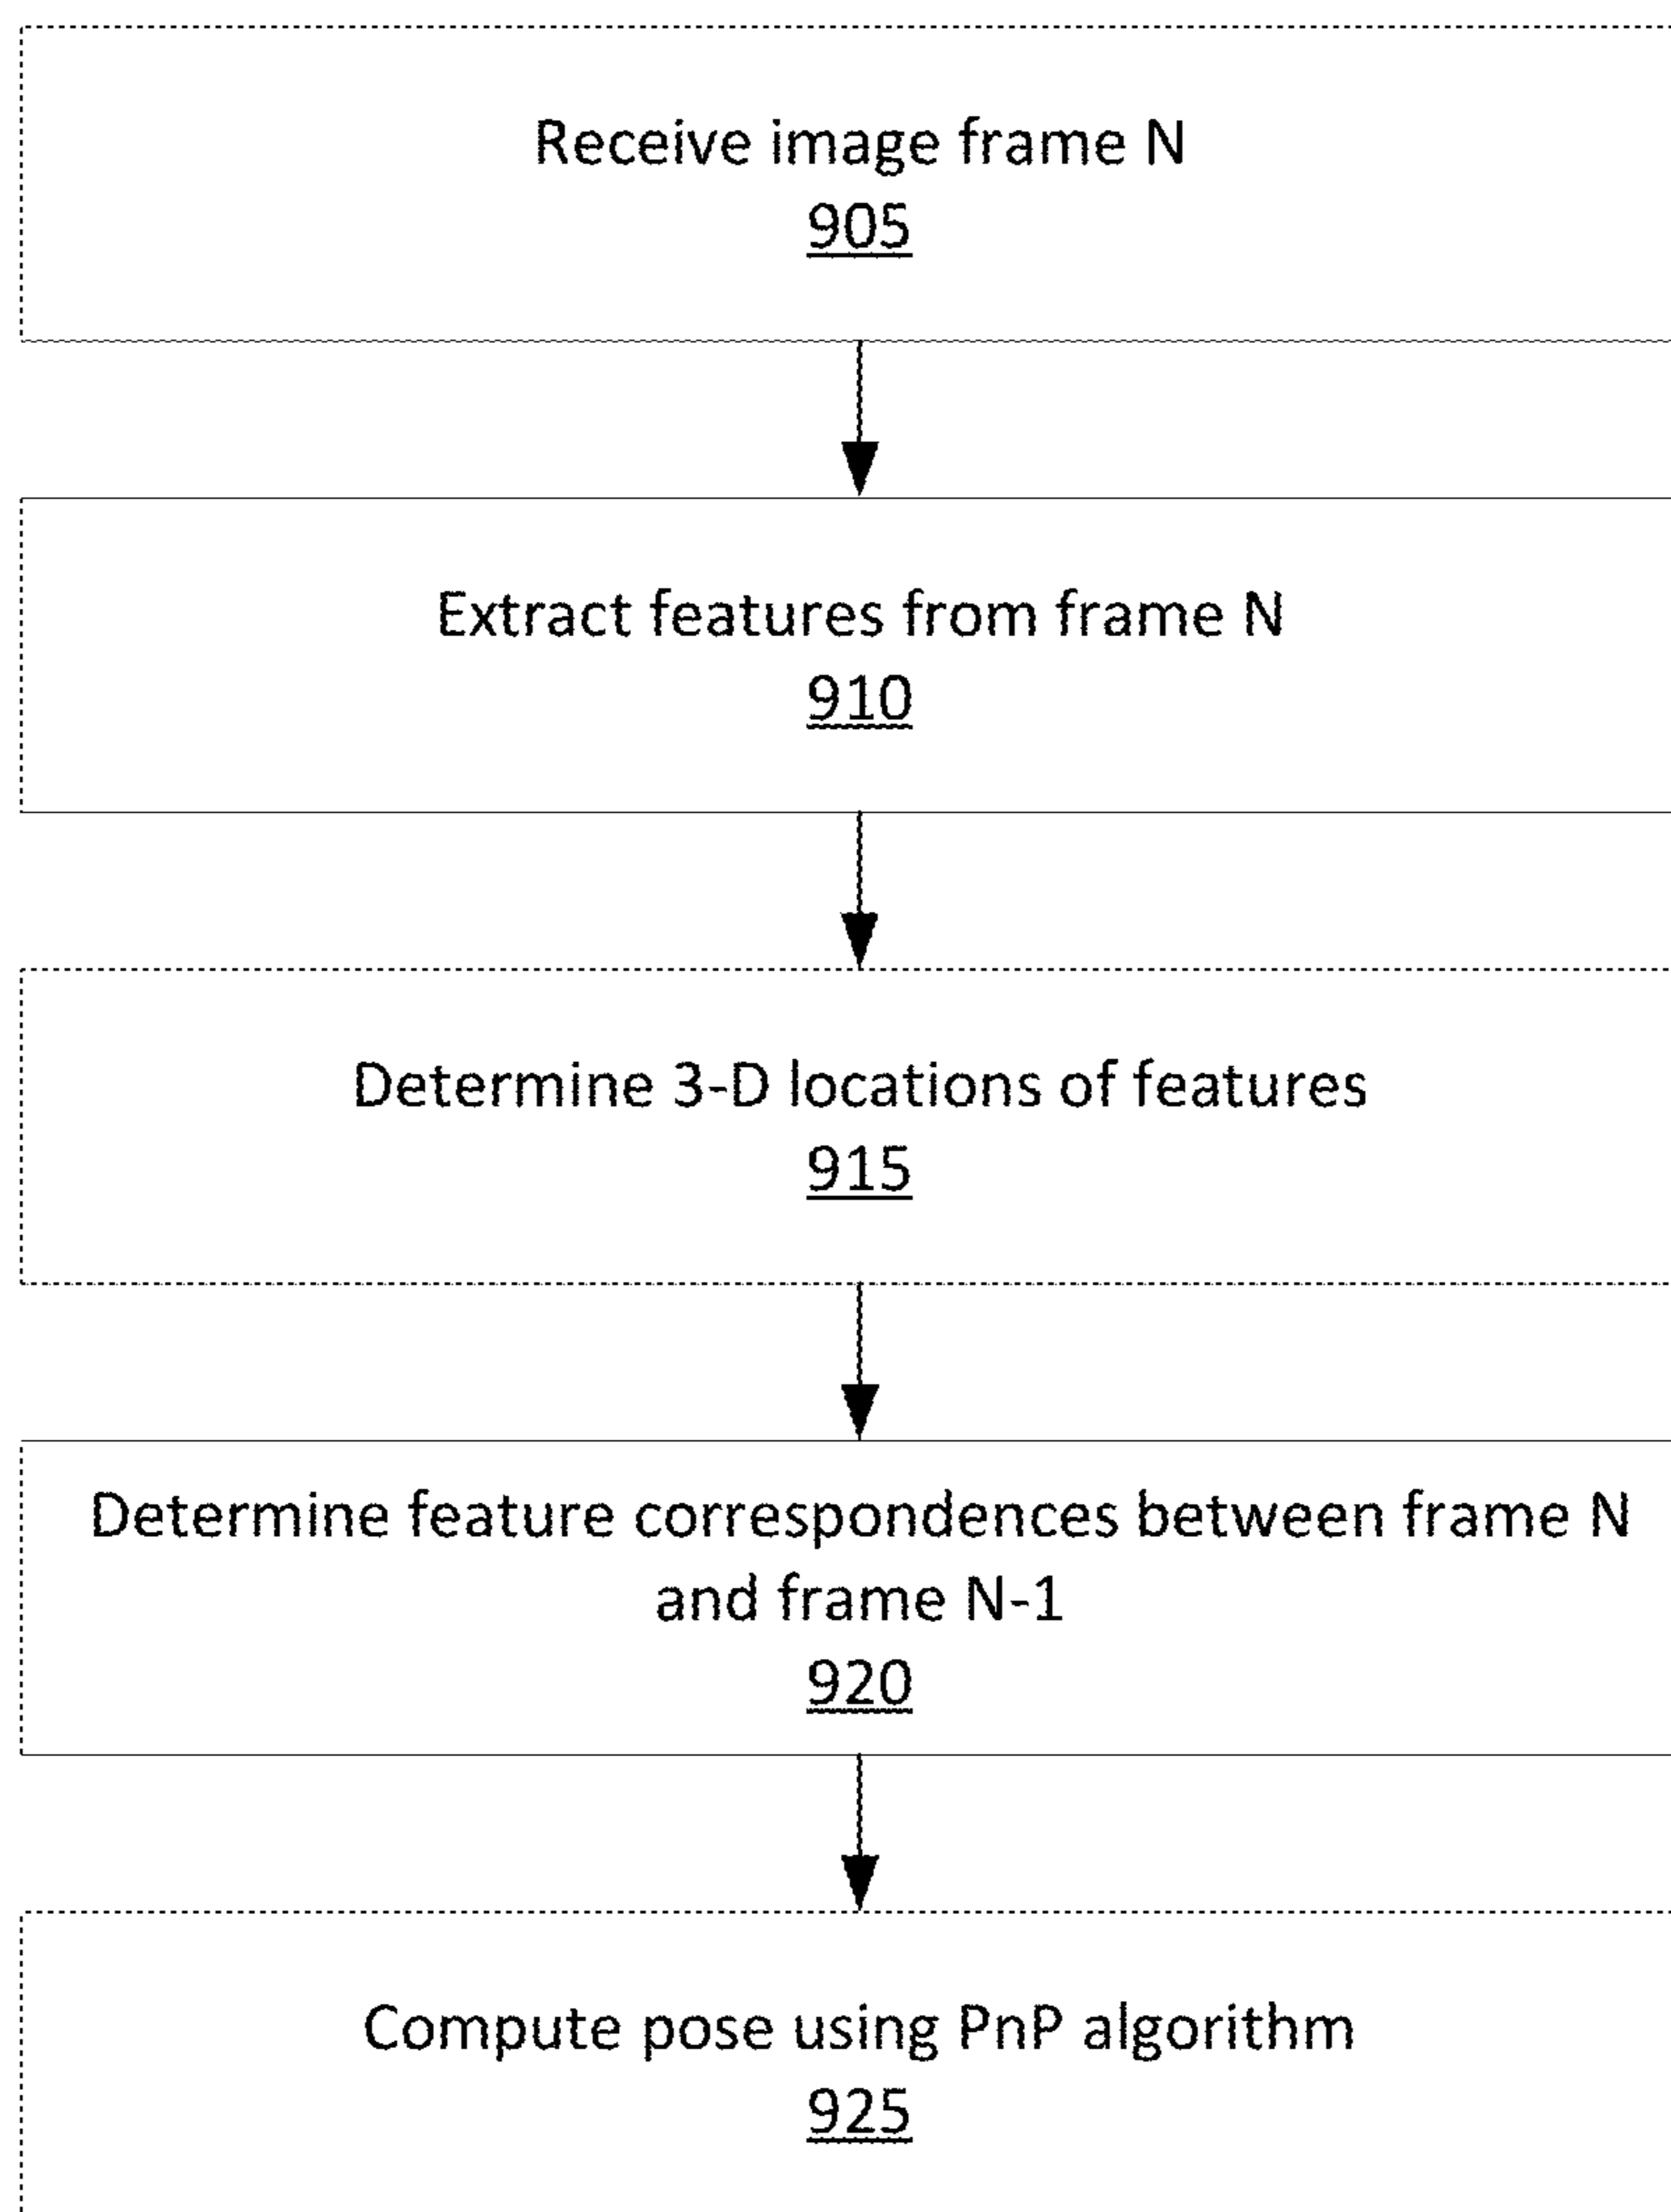 Receive image frame N
905
Extract features from frame N
910
Determine 3-D locations of features
915
Determine feature correspondences between frame N
and frame N-1
920
Compute pose using PnP algorithm
925